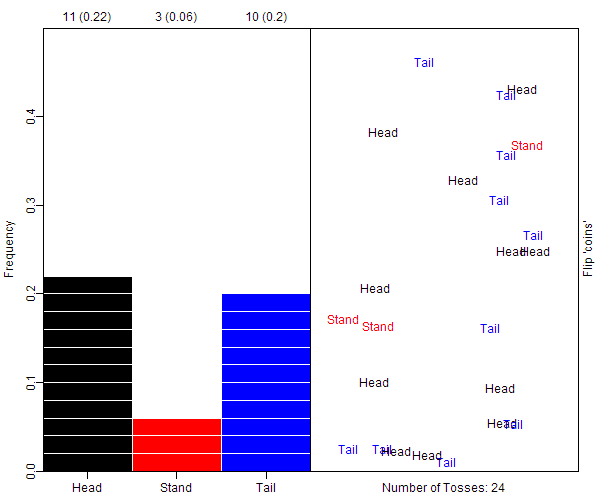 11 (0.22) 3 (0.06) 10 (0.2)
Frequency
0.4
0.3
0.2
0.1
0.0
Head Stand Tail
Tail
Head
Tail
Head
Stand
Tail
Head
Tail
Tail
Head Head
Head
Stand
Stand
Tail
Head
Head
Head Tail
Tail Tail Head
Head
Tail
Flip 'coins'
Number of Tosses: 24